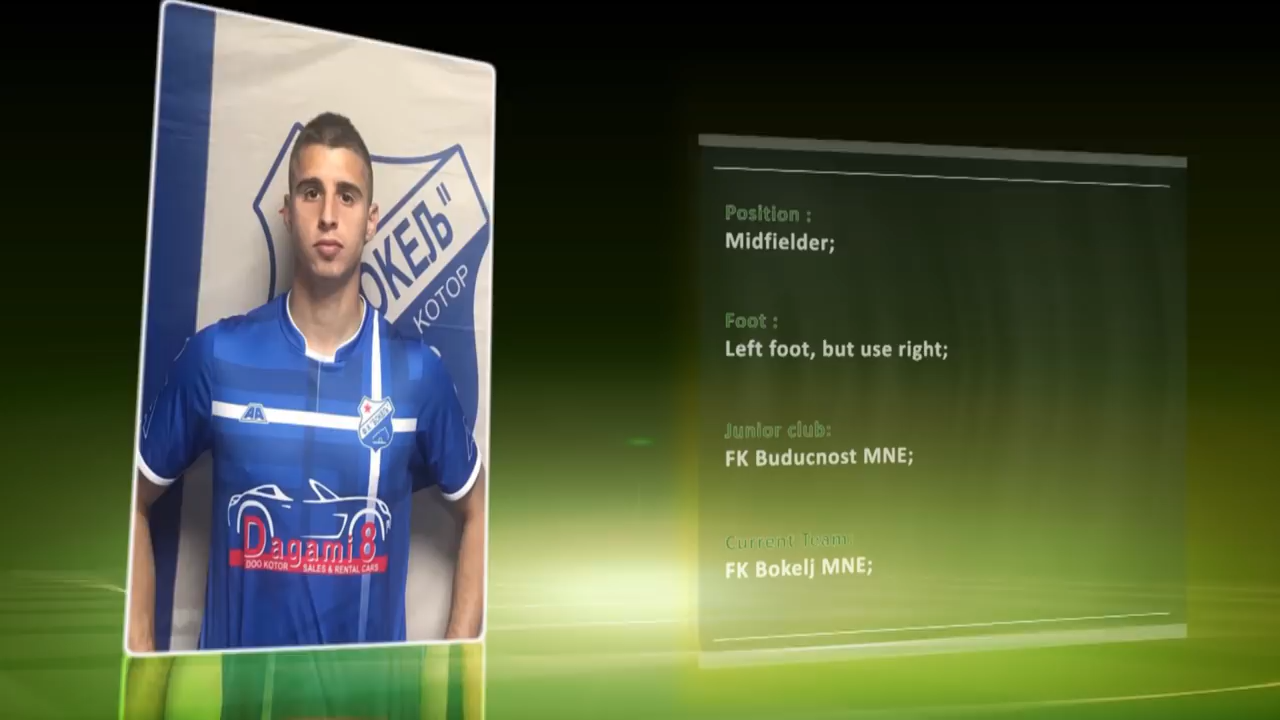 ОКЕЉ"
КОТОР
AA
Dagami 8
DOO KOTOR SALES & RENTAL CARS
Position :
Midfielder;
Foot :
Left foot, but use right;
Junior club:
FK Buducnost MNE;
Current Team:
FK Bokelj MNE;